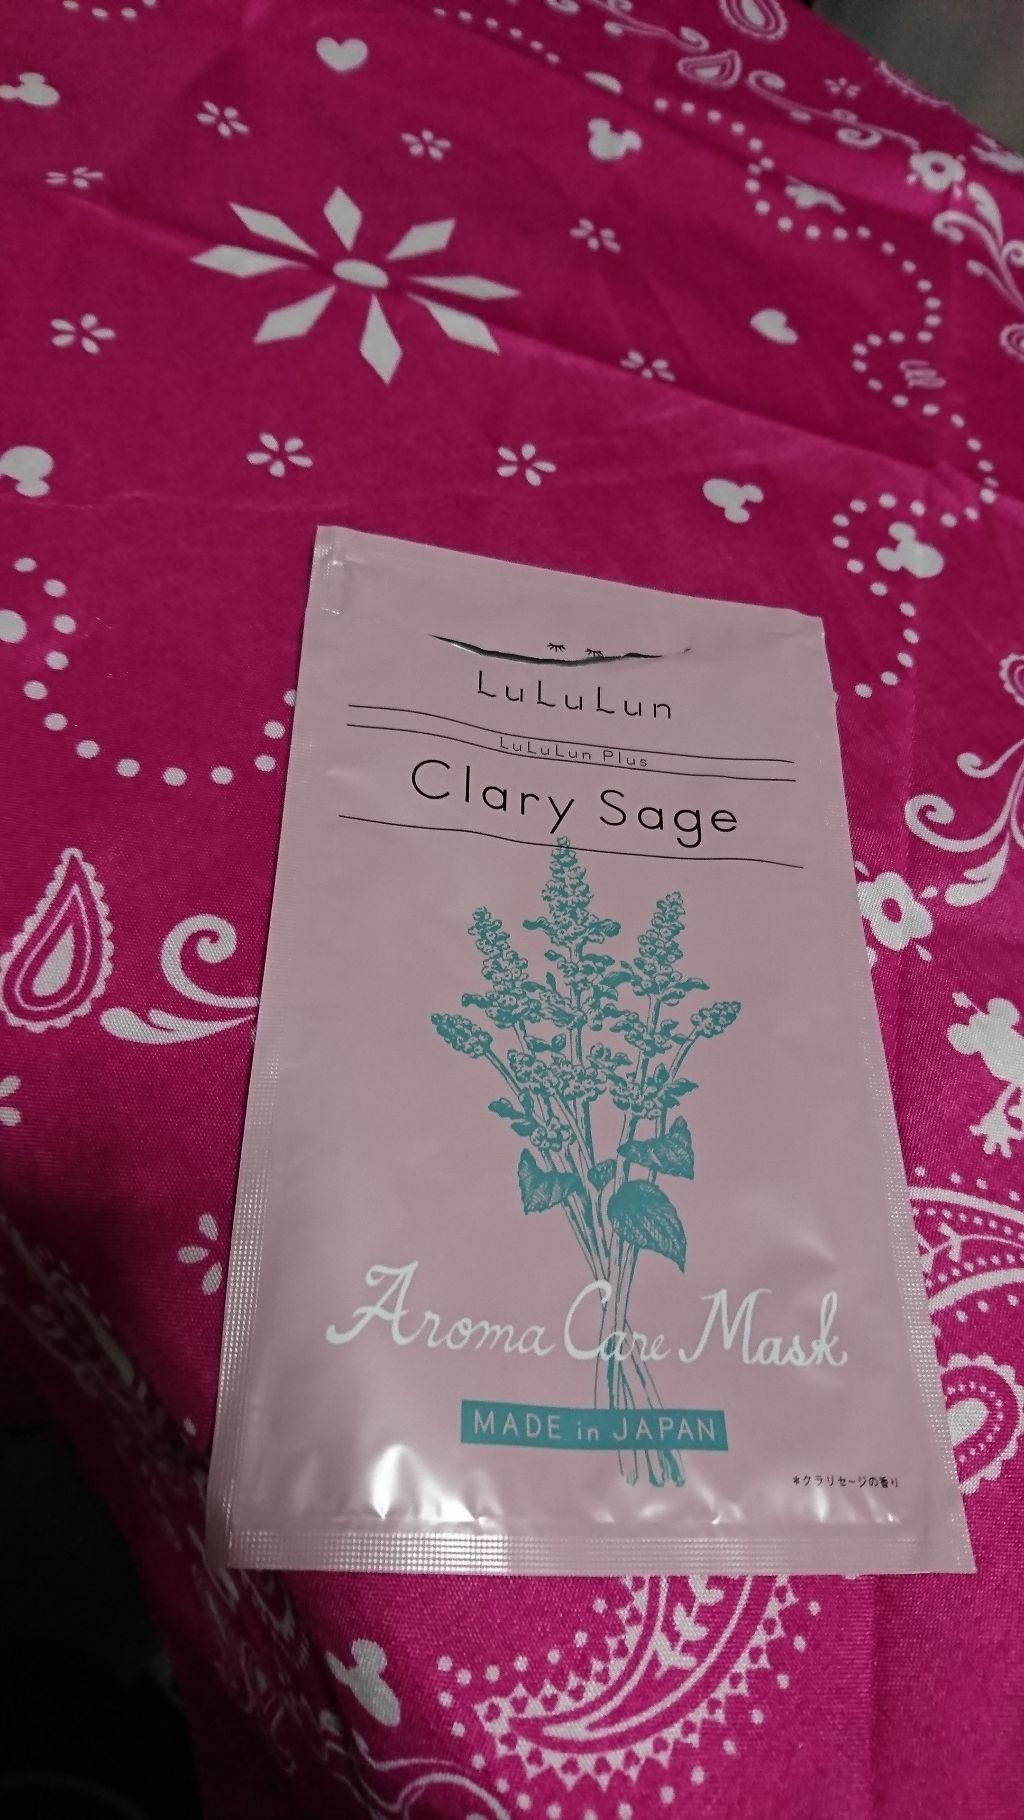 LuLuLun
LuLuLun Plus
Clary Sage
Aroma Care Mask
MADE in JAPAN
*クラリセージの香り